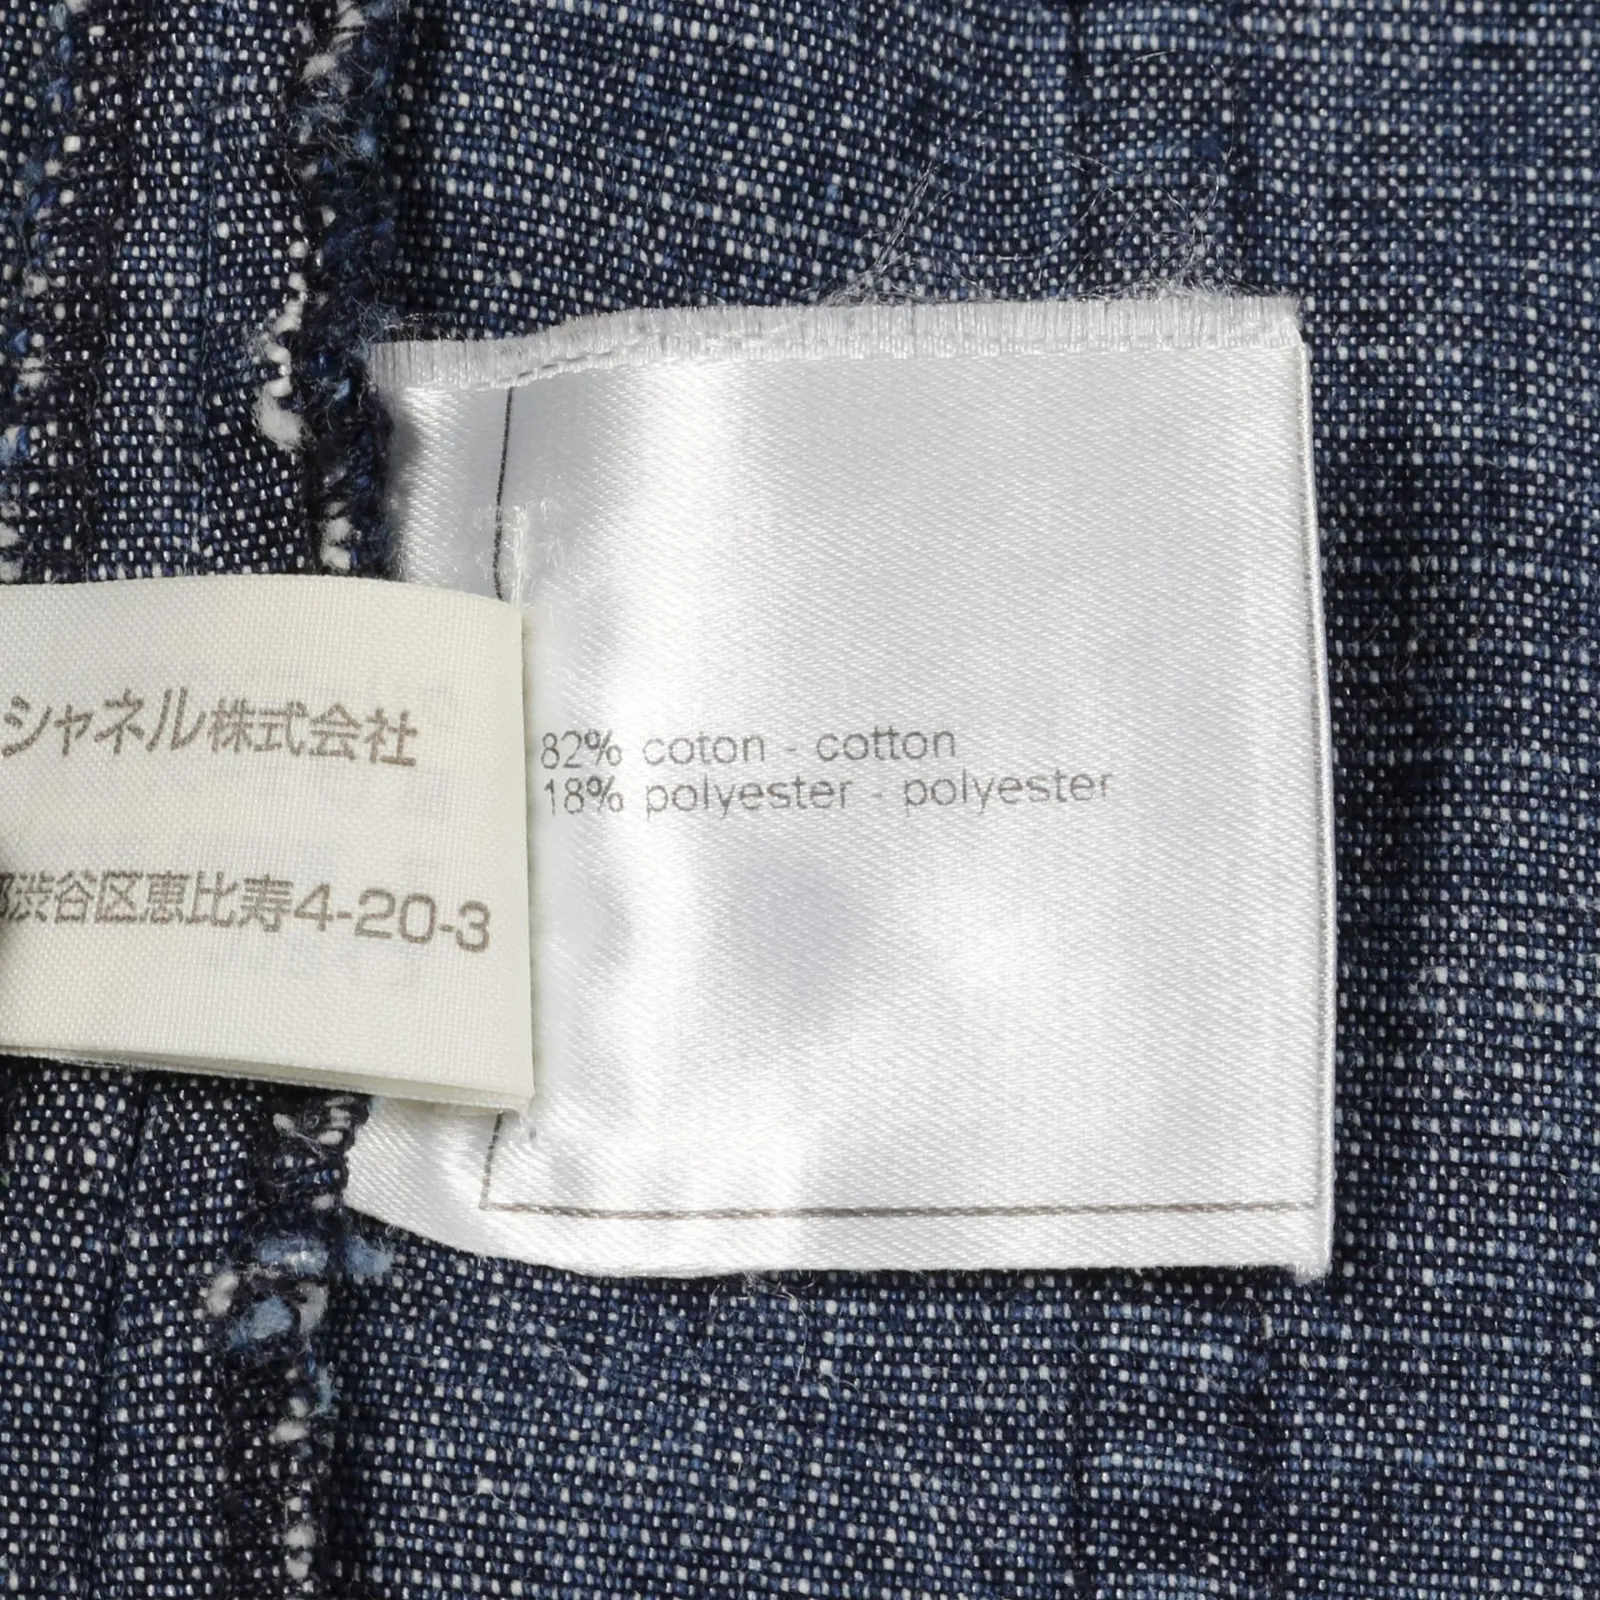 シャネル株式会社
渋谷区恵比寿4-20-3
82% coton - cotton
18% polyester - polyester